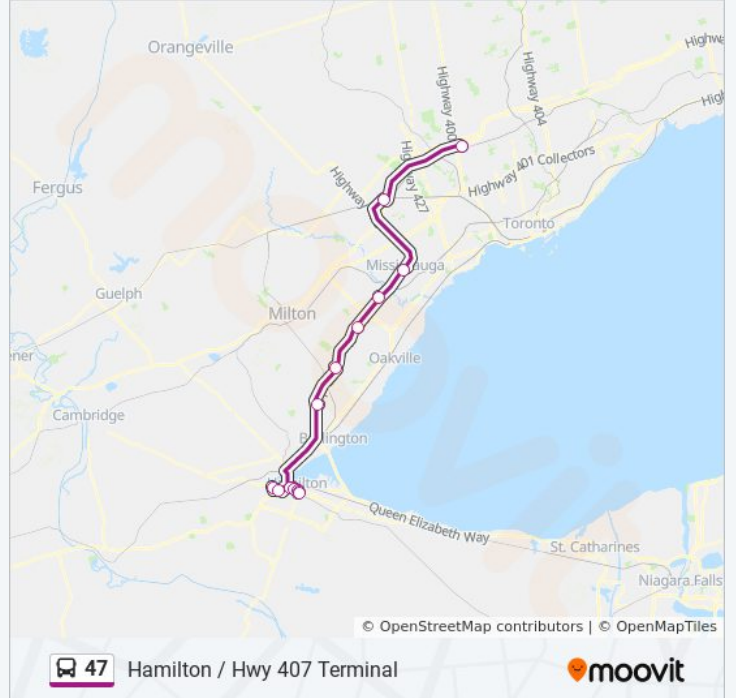 Orangeville
Highw
Highway 400
Highway 404
High
Highway 427
Highway 401 Collectors
Highway
Fergus
Toronto
Mississauga
Guelph
Milton
ener
Oakville
Cambridge
Burlington
Hamilton
Queen Elizabeth Way
St. Catharines
Niagara Falls
moovit
© OpenStreetMap contributors | © OpenMapTiles
47 Hamilton / Hwy 407 Terminal
moovit